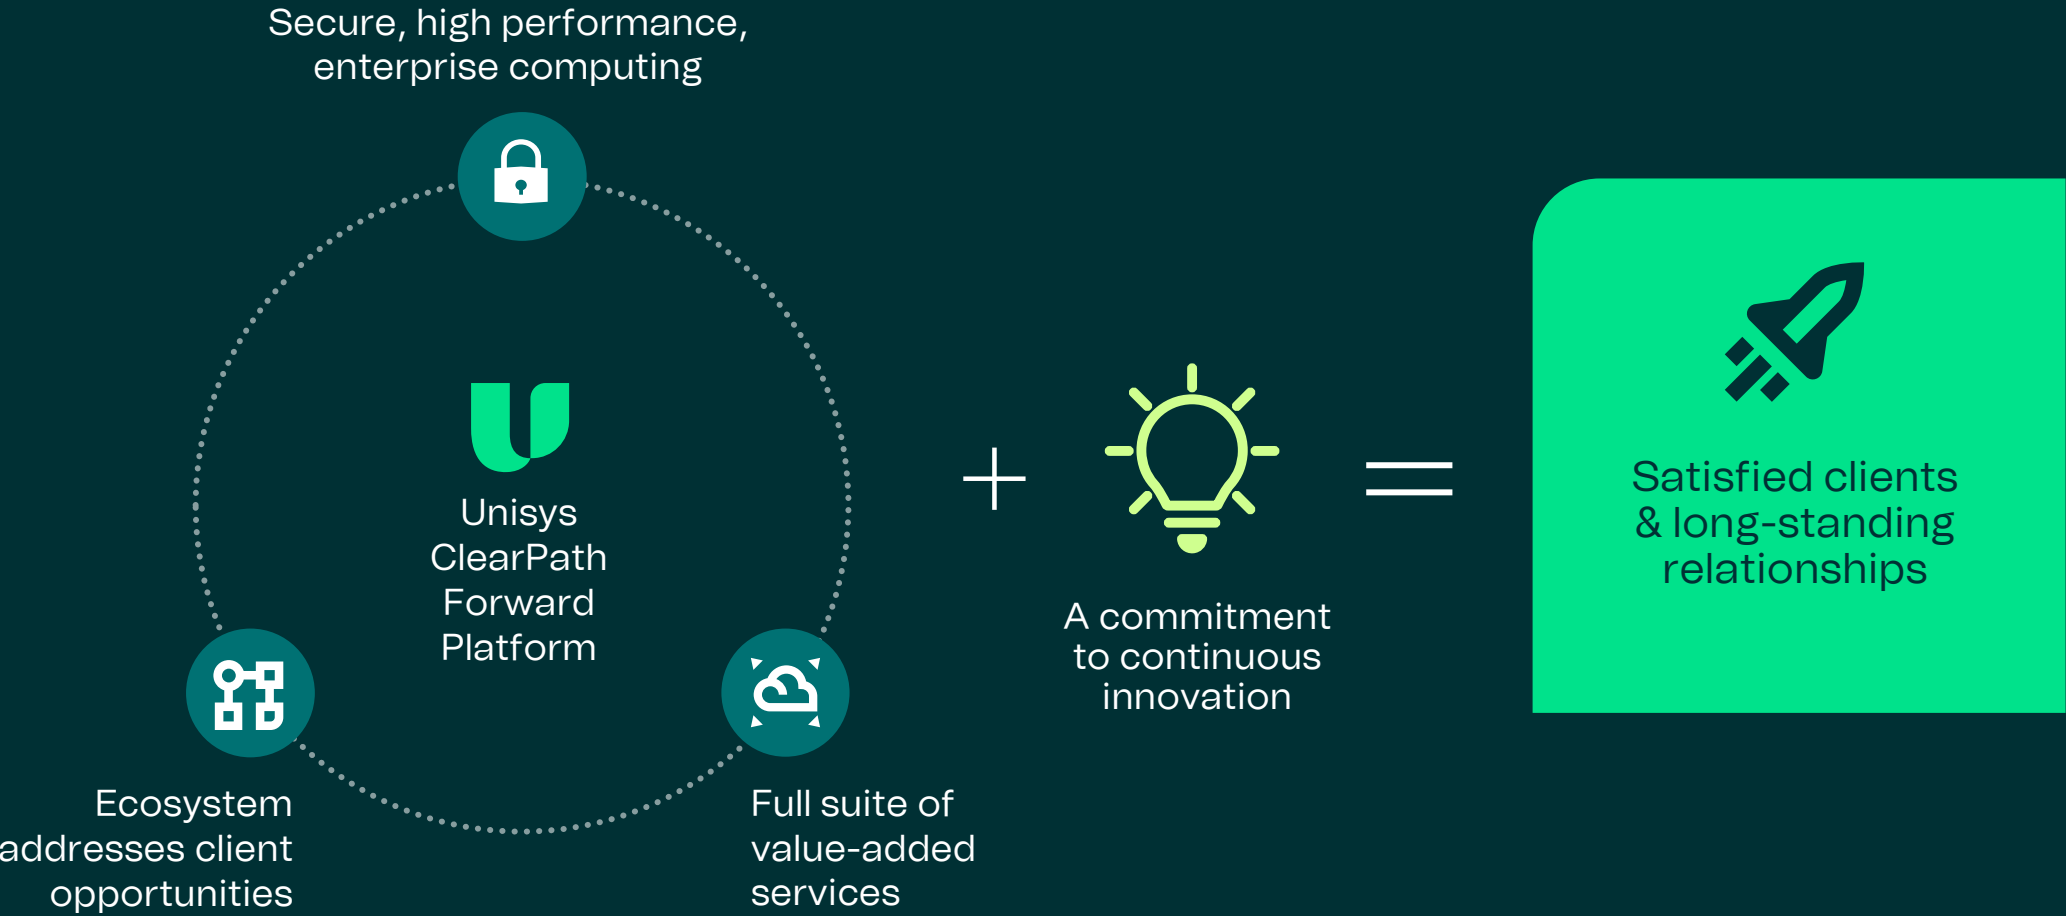 Secure, high performance,
enterprise computing
Unisys
ClearPath
Forward
Platform
Ecosystem
addresses client
opportunities
Full suite of
value-added
services
+
A commitment
to continuous
innovation
=
Satisfied clients
& long-standing
relationships